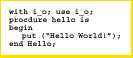 with i_o; use i_o;
procdure hello is
begin
put ("Hello World!");
end Hello;